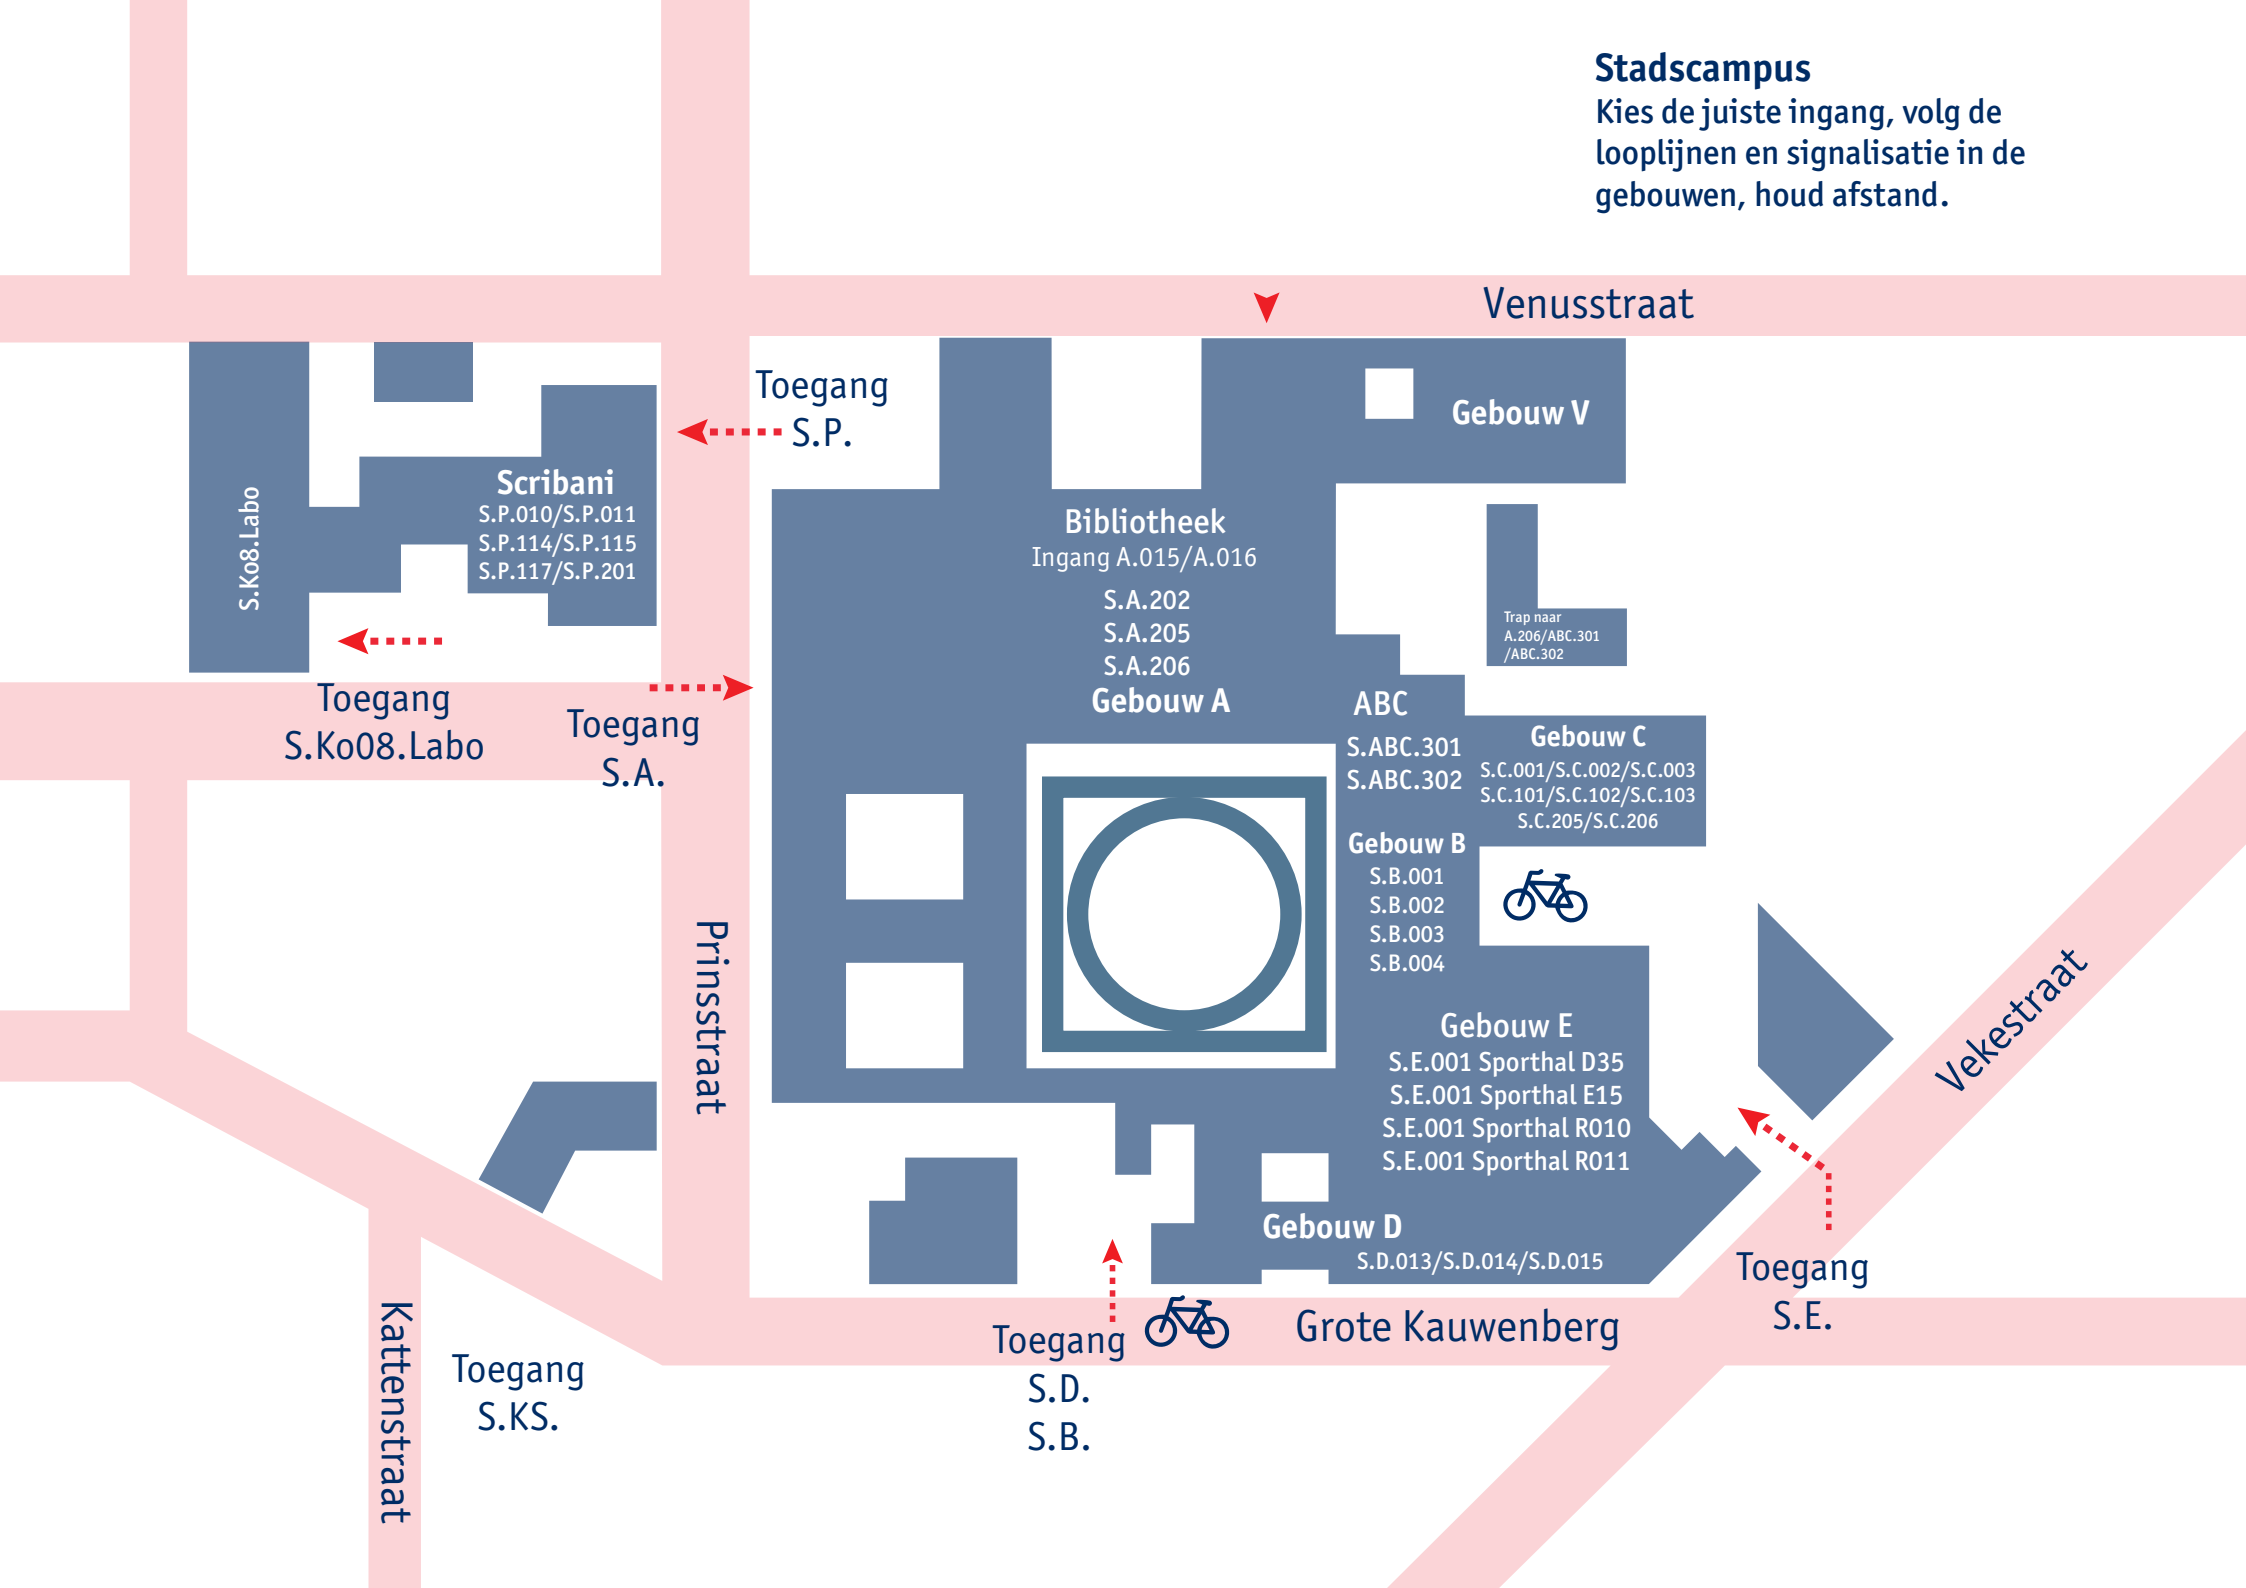 Stadscampus
Kies de juiste ingang, volg de
looplijnen en signalisatie in de
gebouwen, houd afstand.
Venusstraat
Toegang
S.P.
Gebouw V
Scribani
S.P.010/S.P.011
S.P.114/S.P.115
S.P.117/S.P.201
S.Ko08.Labo
Bibliotheek
Ingang A.015/A.016
S.A.202
S.A.205
S.A.206
Gebouw A
Trap naar
A.206/ABC.301
/ABC.302
Toegang
S.Ko08.Labo
Toegang
S.A.
ABC
S.ABC.301
S.ABC.302
Gebouw C
S.C.001/S.C.002/S.C.003
S.C.101/S.C.102/S.C.103
S.C.205/S.C.206
Gebouw B
S.B.001
S.B.002
S.B.003
S.B.004
Prinsstraat
Gebouw E
S.E.001 Sporthal D35
S.E.001 Sporthal E15
S.E.001 Sporthal R010
S.E.001 Sporthal R011
Vekestraat
Gebouw D
S.D.013/S.D.014/S.D.015
Toegang
S.E.
Grote Kauwenberg
Toegang
S.D.
S.B.
Kattenstraat
Toegang
S.KS.